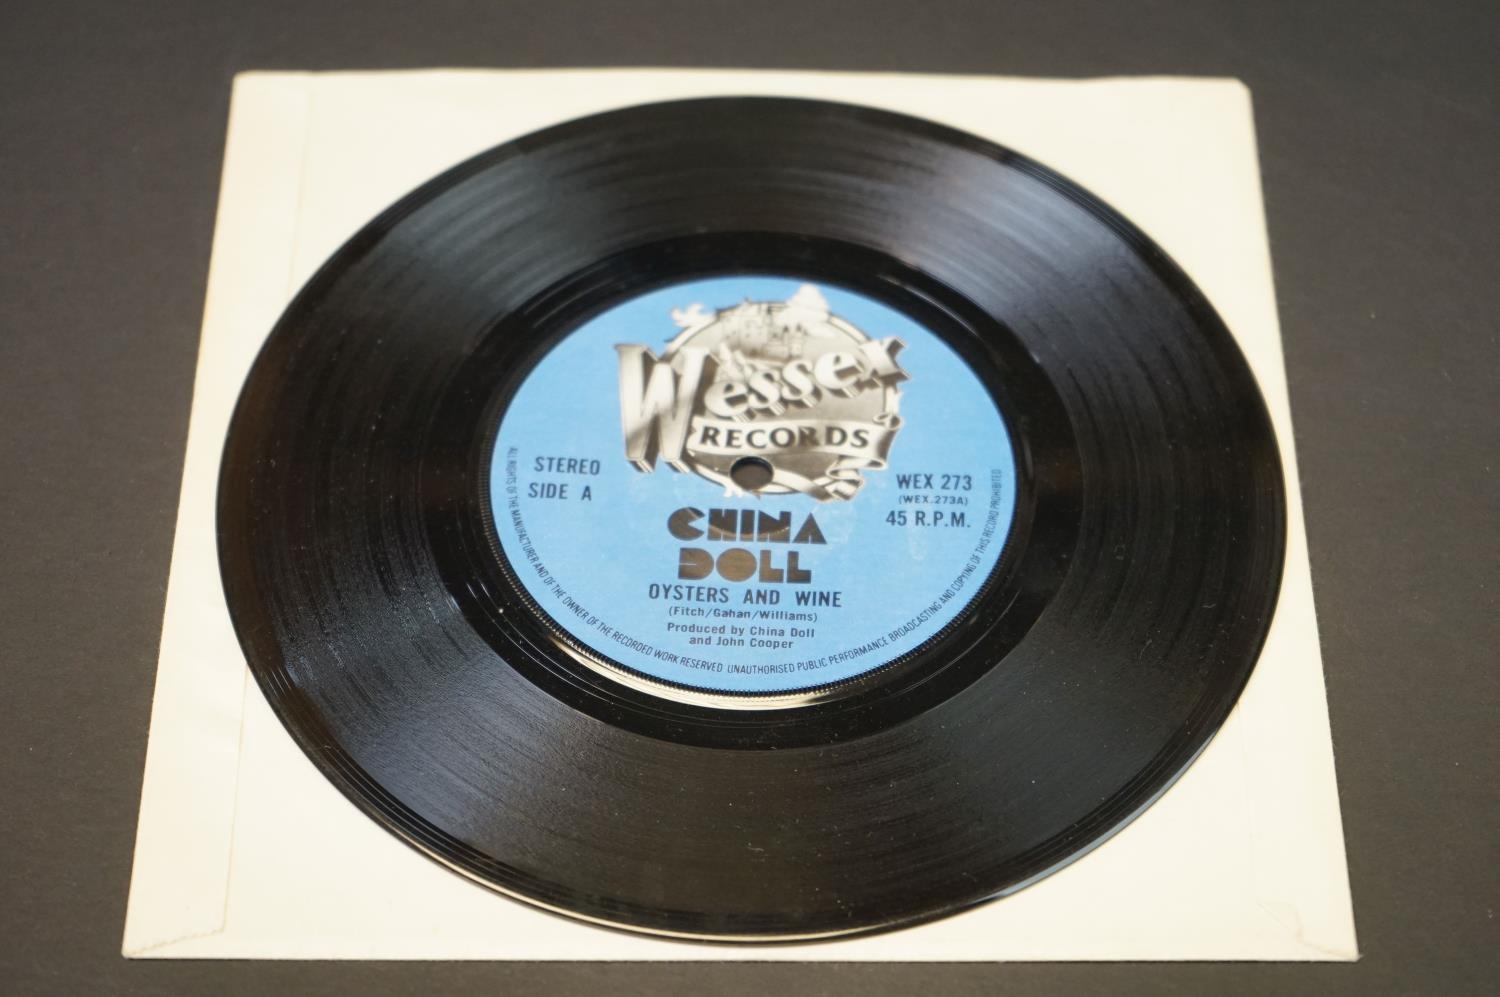 Wessex
RECORDS
STEREO
SIDE A
WEX 273
(WEX.273A)
45 R.P.M.
CHINA
DOLL
OYSTERS AND WINE
(Fitch/Gahan/Williams)
Produced by China Doll
and John Cooper
ALL RIGHTS OF THE MANUFACTURER AND OF THE OWNER OF THE RECORDED WORK RESERVED UNAUTHORISED PUBLIC PERFORMANCE BROADCASTING AND COPYING OF THIS RECORD PROHIBITED